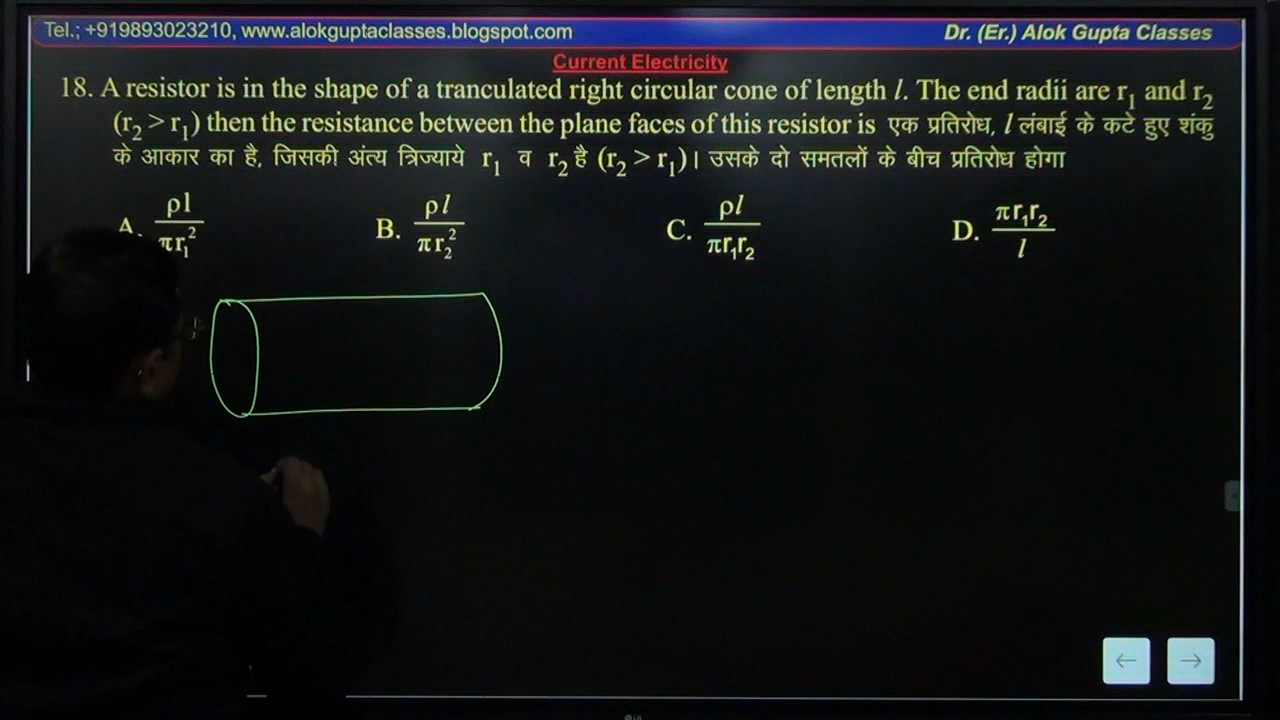 Tel.; +919893023210, www.alokguptaclasses.blogspot.com Dr. (Er.) Alok Gupta Classes
Current Electricity
18. A resistor is in the shape of a tranculated right circular cone of length l. The end radii are r₁ and r₂
(r₂ > r₁) then the resistance between the plane faces of this resistor is एक प्रतिरोध, l लंबाई के कटे हुए शंकु
के आकार का है, जिसकी अंत्य त्रिज्याये r₁ व r₂ है (r₂ > r₁)। उसके दो समतलों के बीच प्रतिरोध होगा
A. ρl/πr₁² B. ρl/πr₂² C. ρl/πr₁r₂ D. πr₁r₂/l
← →